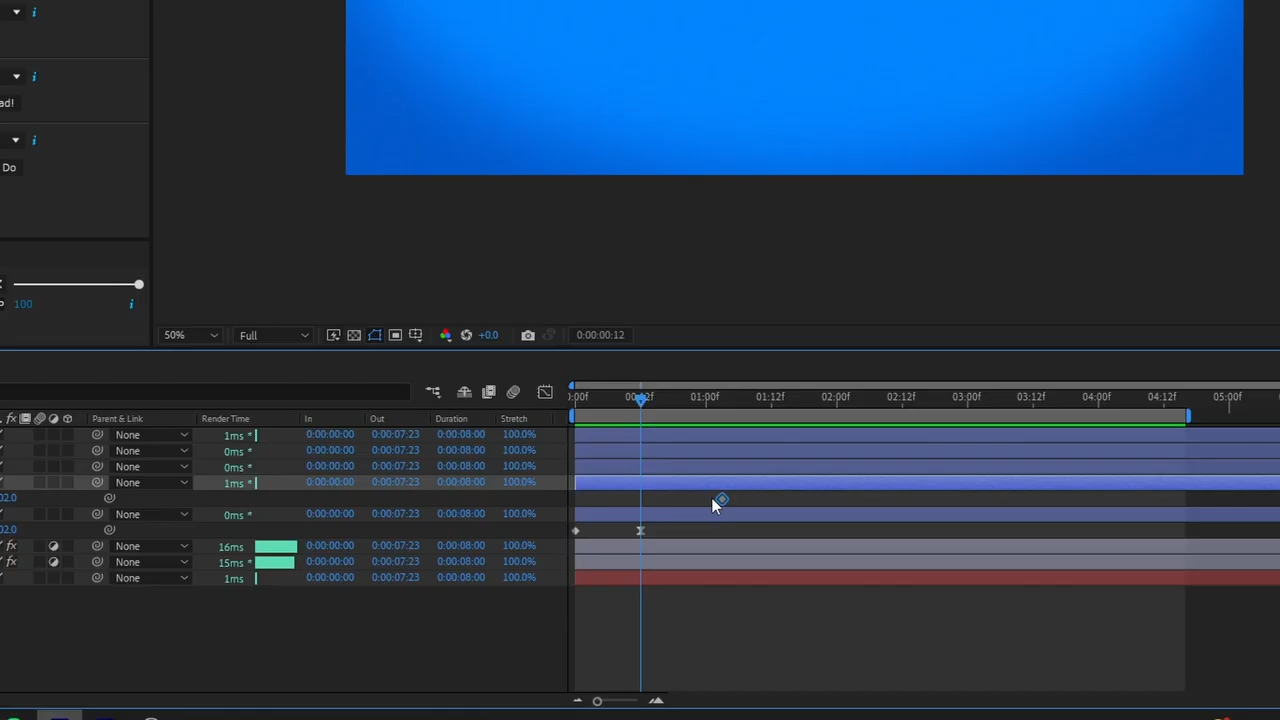 i
i
ad!
i
Do
100 i
50% Full +0.0 0:00:00:12
:00f 00:12f 01:00f 01:12f 02:00f 02:12f 03:00f 03:12f 04:00f 04:12f 05:00f
fx Parent & Link Render Time In Out Duration Stretch
None 1ms * 0:00:00:00 0:00:07:23 0:00:08:00 100.0%
None 0ms * 0:00:00:00 0:00:07:23 0:00:08:00 100.0%
None 0ms * 0:00:00:00 0:00:07:23 0:00:08:00 100.0%
None 1ms * 0:00:00:00 0:00:07:23 0:00:08:00 100.0%
02.0
None 0ms * 0:00:00:00 0:00:07:23 0:00:08:00 100.0%
02.0
fx None 16ms 0:00:00:00 0:00:07:23 0:00:08:00 100.0%
fx None 15ms 0:00:00:00 0:00:07:23 0:00:08:00 100.0%
None 1ms 0:00:00:00 0:00:07:23 0:00:08:00 100.0%